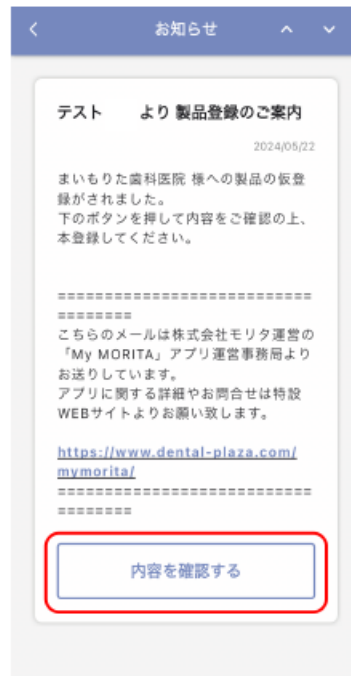 お知らせ
テスト より 製品登録のご案内
2024/05/22
まいもりた歯科医院 様への製品の仮登
録がされました。
下のボタンを押して内容をご確認の上、
本登録してください。
===========================
========
こちらのメールは株式会社モリタ運営の
「My MORITA」アプリ運営事務局より
お送りしています。
アプリに関する詳細やお問合せは特設
WEBサイトよりお願い致します。
https://www.dental-plaza.com/
mymorita/
===========================
========
内容を確認する